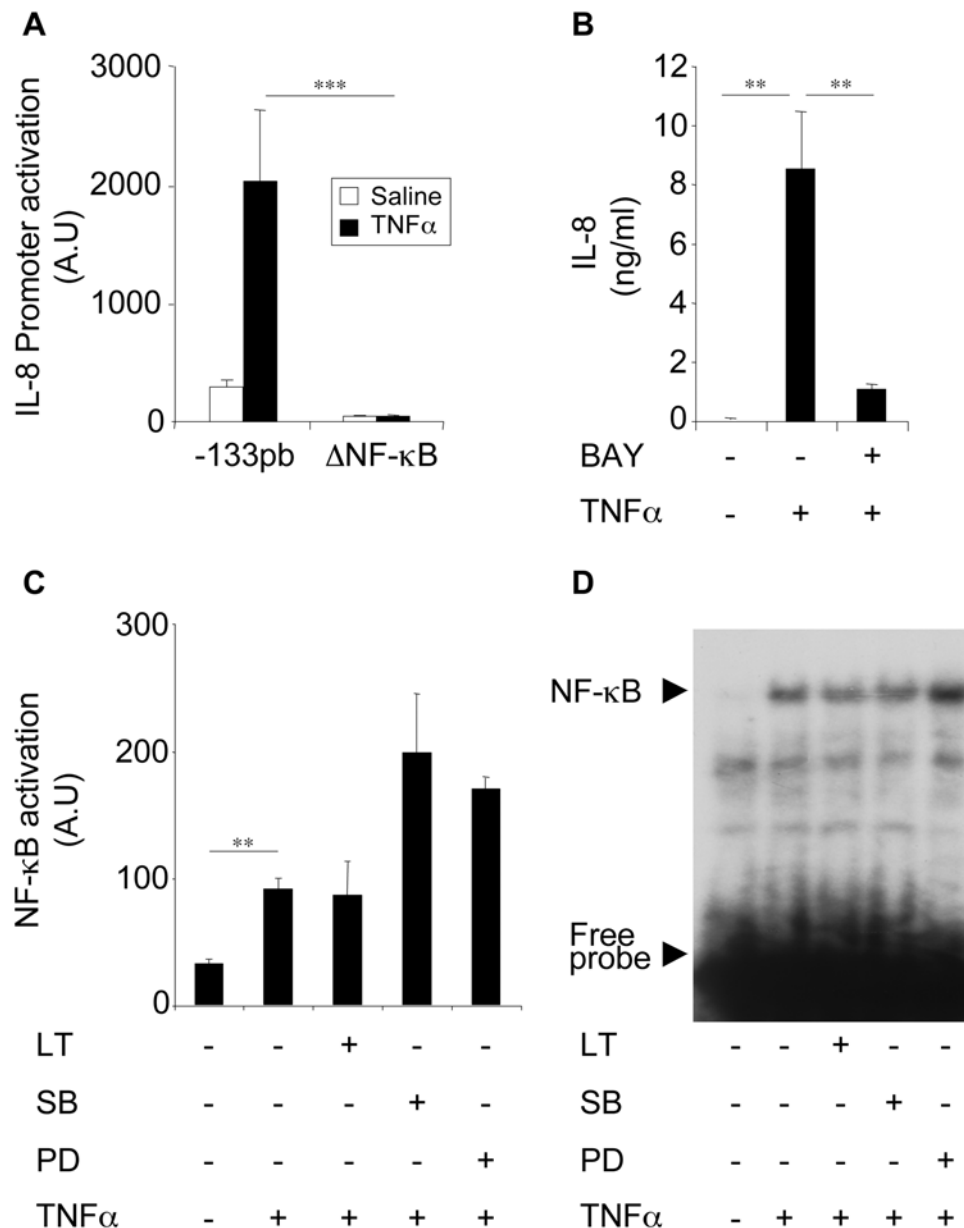 A
IL-8 Promoter activation
(A.U)
3000
2000
1000
0
***
Saline
TNFα
-133pb ΔNF-κB
B
IL-8
(ng/ml)
12
10
8
6
4
2
0
** **
BAY - - +
TNFα - + +
C
NF-κB activation
(A.U)
300
200
100
0
**
LT - - + - -
SB - - - + -
PD - - - - +
TNFα - + + + +
D
NF-κB
Free
probe
LT - - + - -
SB - - - + -
PD - - - - +
TNFα - + + + +